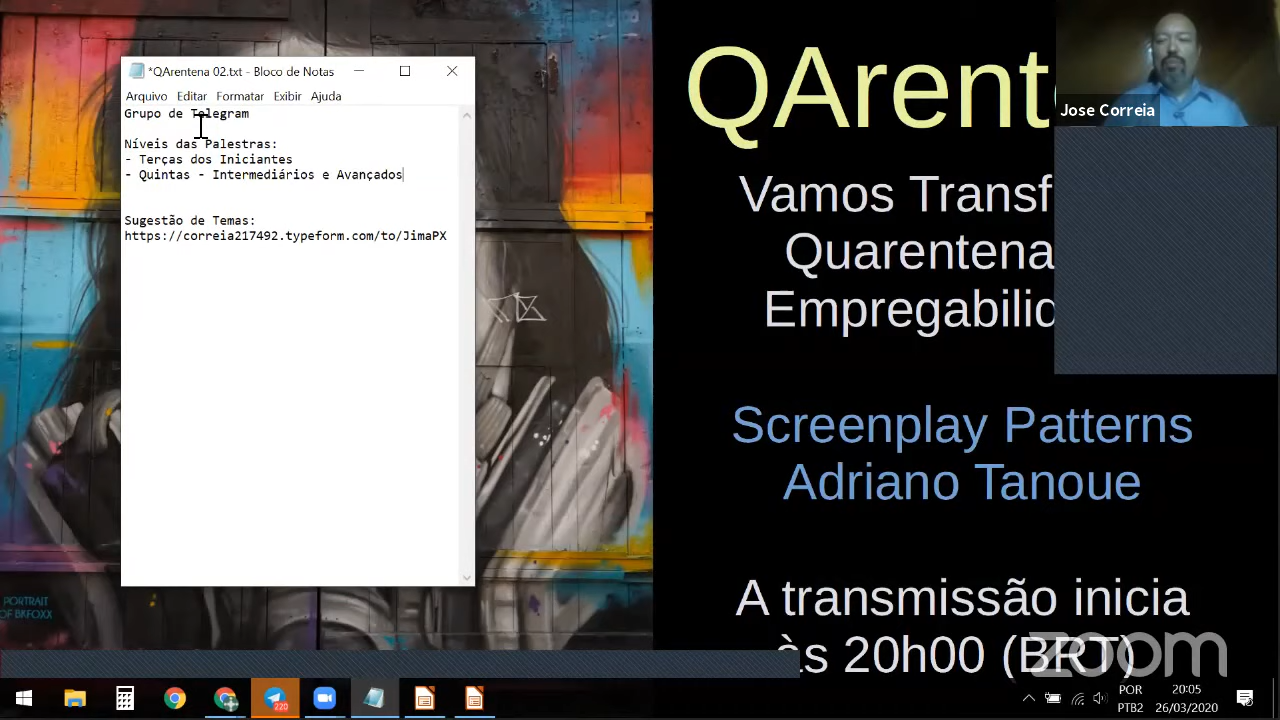 *QArentena 02.txt - Bloco de Notas
Arquivo Editar Formatar Exibir Ajuda
Grupo de Telegram
Níveis das Palestras:
- Terças dos Iniciantes
- Quintas - Intermediários e Avançados
Sugestão de Temas:
https://correia217492.typeform.com/to/JimaPX
PORTRAIT
OF BKFOXX
QArent
Jose Correia
Vamos Transf
Quarentena
Empregabilid
Screenplay Patterns
Adriano Tanoue
A transmissão inicia
às 20h00 (BRT)
zoom
220
POR
PTB2
20:05
26/03/2020